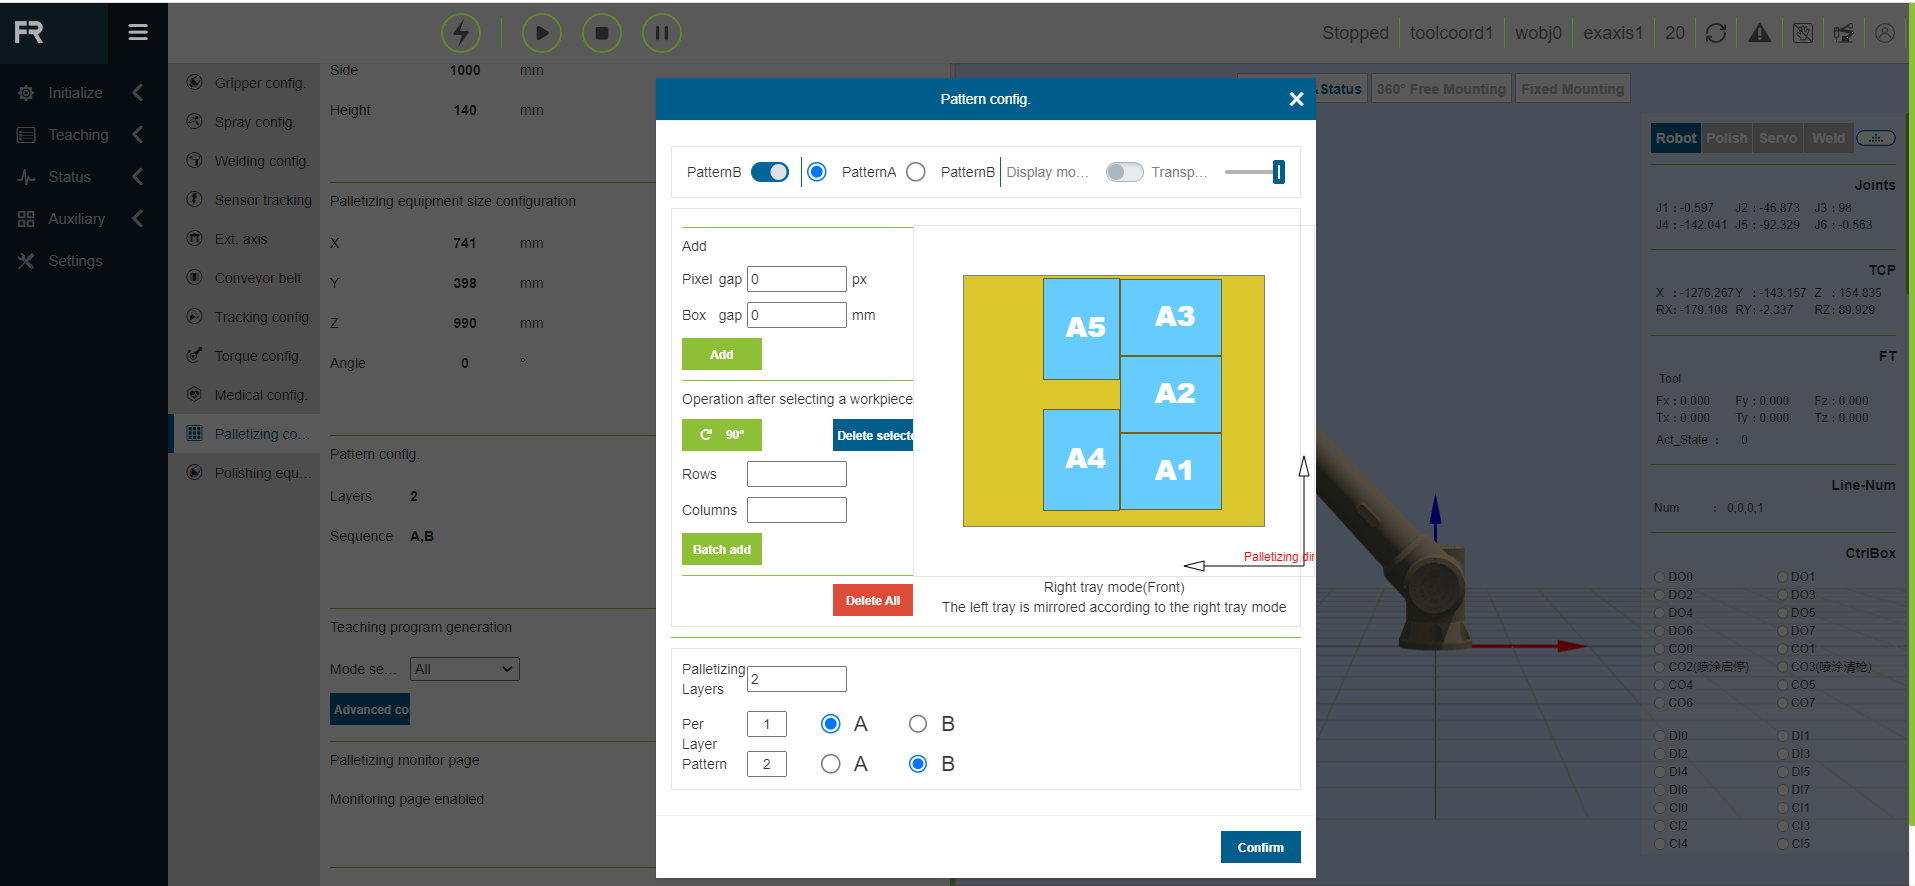 FR
Stopped
toolcoord1
wobj0
exaxis1
20
Initialize
Teaching
Status
Auxiliary
Settings
Gripper config.
Spray config.
Welding config.
Sensor tracking
Ext. axis
Conveyor belt
Tracking config.
Torque config.
Medical config.
Palletizing co...
Polishing equ...
Side 1000 mm
Height 140 mm
Palletizing equipment size configuration
X 741 mm
Y 398 mm
Z 990 mm
Angle 0 °
Pattern config.
Layers 2
Sequence A,B
Teaching program generation
Mode se... All
Advanced co
Palletizing monitor page
Monitoring page enabled
Pattern config.
PatternB PatternA PatternB Display mo... Transp...
Add
Pixel gap 0 px
Box gap 0 mm
Add
Operation after selecting a workpiece
90° Delete selecte
Rows
Columns
Batch add
Delete All
A5 A3
A2
A4 A1
Palletizing dir
Right tray mode(Front)
The left tray is mirrored according to the right tray mode
Palletizing Layers 2
Per Layer Pattern
1 A B
2 A B
Confirm
Status 360° Free Mounting Fixed Mounting
Robot Polish Servo Weld
Joints
J1 : -0.597 J2 : -46.873 J3 : 98
J4 : -142.041 J5 : -92.329 J6 : -0.563
TCP
X : -1276.267 Y : -143.157 Z : 154.835
RX: -179.108 RY: -2.337 RZ: 89.929
FT
Tool
Fx : 0.000 Fy : 0.000 Fz : 0.000
Tx : 0.000 Ty : 0.000 Tz : 0.000
Act_State : 0
Line-Num
Num : 0,0,0,1
CtrlBox
DO0 DO1
DO2 DO3
DO4 DO5
DO6 DO7
CO0 CO1
CO2(喷涂启停) CO3(喷涂清枪)
CO4 CO5
CO6 CO7
DI0 DI1
DI2 DI3
DI4 DI5
DI6 DI7
CI0 CI1
CI2 CI3
CI4 CI5